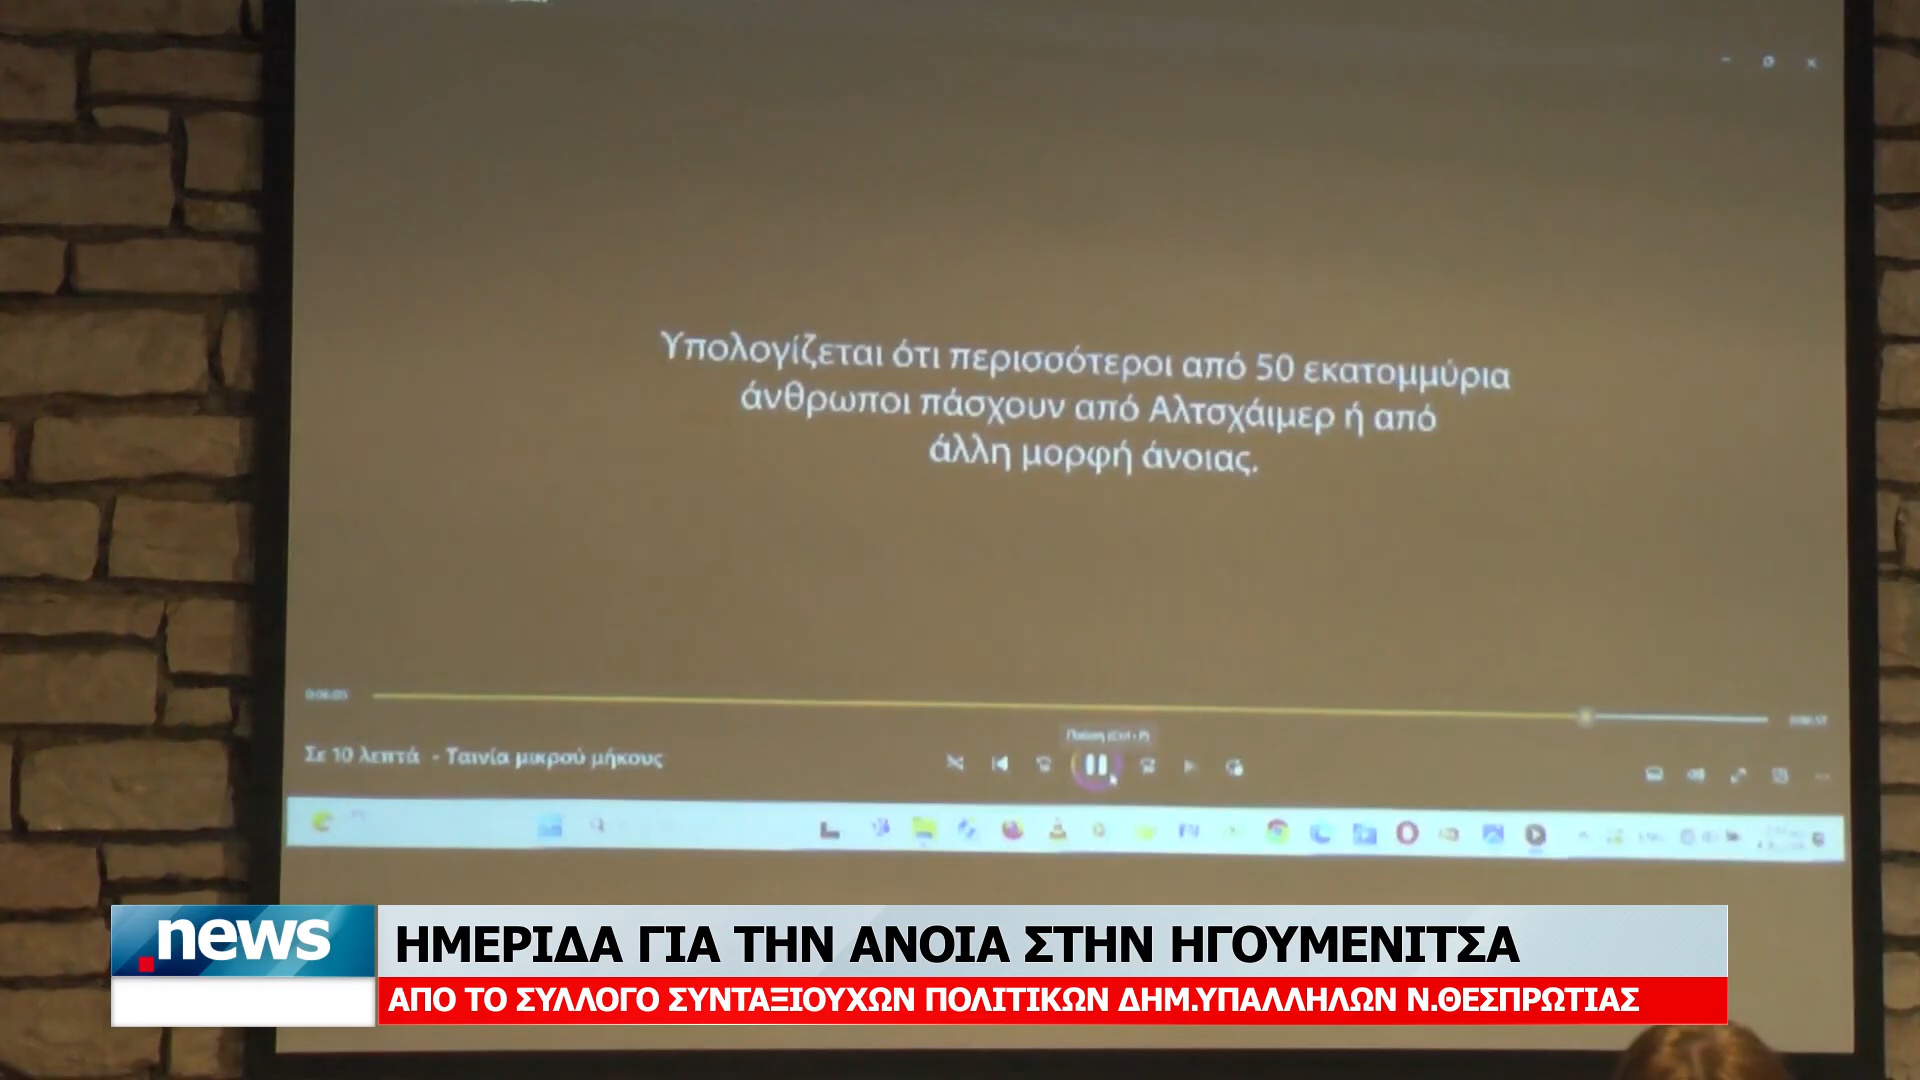 Υπολογίζεται ότι περισσότεροι από 50 εκατομμύρια
άνθρωποι πάσχουν από Αλτσχάιμερ ή από
άλλη μορφή άνοιας.
Σε 10 λεπτά - Ταινία μικρού μήκους
.news
ΗΜΕΡΙΔΑ ΓΙΑ ΤΗΝ ΑΝΟΙΑ ΣΤΗΝ ΗΓΟΥΜΕΝΙΤΣΑ
ΑΠΟ ΤΟ ΣΥΛΛΟΓΟ ΣΥΝΤΑΞΙΟΥΧΩΝ ΠΟΛΙΤΙΚΩΝ ΔΗΜ.ΥΠΑΛΛΗΛΩΝ Ν.ΘΕΣΠΡΩΤΙΑΣ